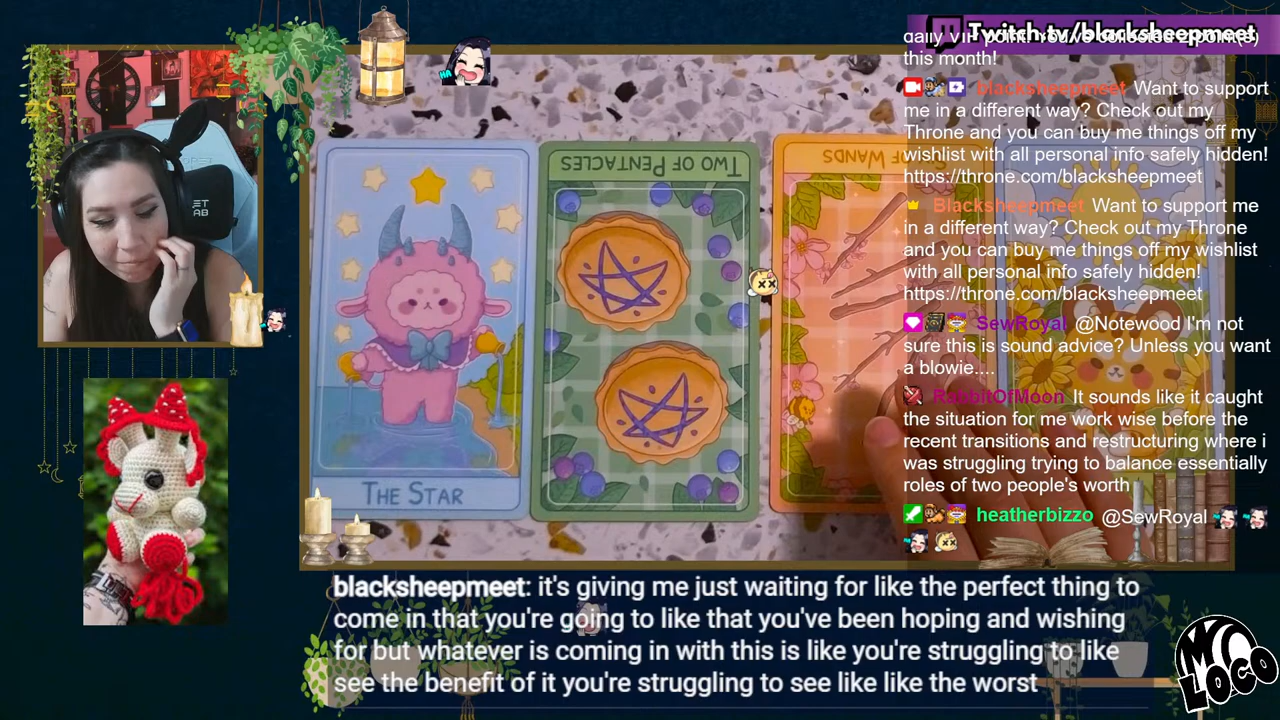 Twitch.tv/blacksheepmeet
this month!
blacksheepmeet Want to support
me in a different way? Check out my
Throne and you can buy me things off my
wishlist with all personal info safely hidden!
https://throne.com/blacksheepmeet
Blacksheepmeet Want to support me
in a different way? Check out my Throne
and you can buy me things off my wishlist
with all personal info safely hidden!
https://throne.com/blacksheepmeet
SewRoyal @Notewood I'm not
sure this is sound advice? Unless you want
a blowie....
RabbitOfMoon It sounds like it caught
the situation for me work wise before the
recent transitions and restructuring where i
was struggling trying to balance essentially
roles of two people's worth
heatherbizzo @SewRoyal
HA
TWO OF PENTACLES
OF WANDS
THE STAR
blacksheepmeet: it's giving me just waiting for like the perfect thing to
come in that you're going to like that you've been hoping and wishing
for but whatever is coming in with this is like you're struggling to like
see the benefit of it you're struggling to see like like the worst
MC
LOCO